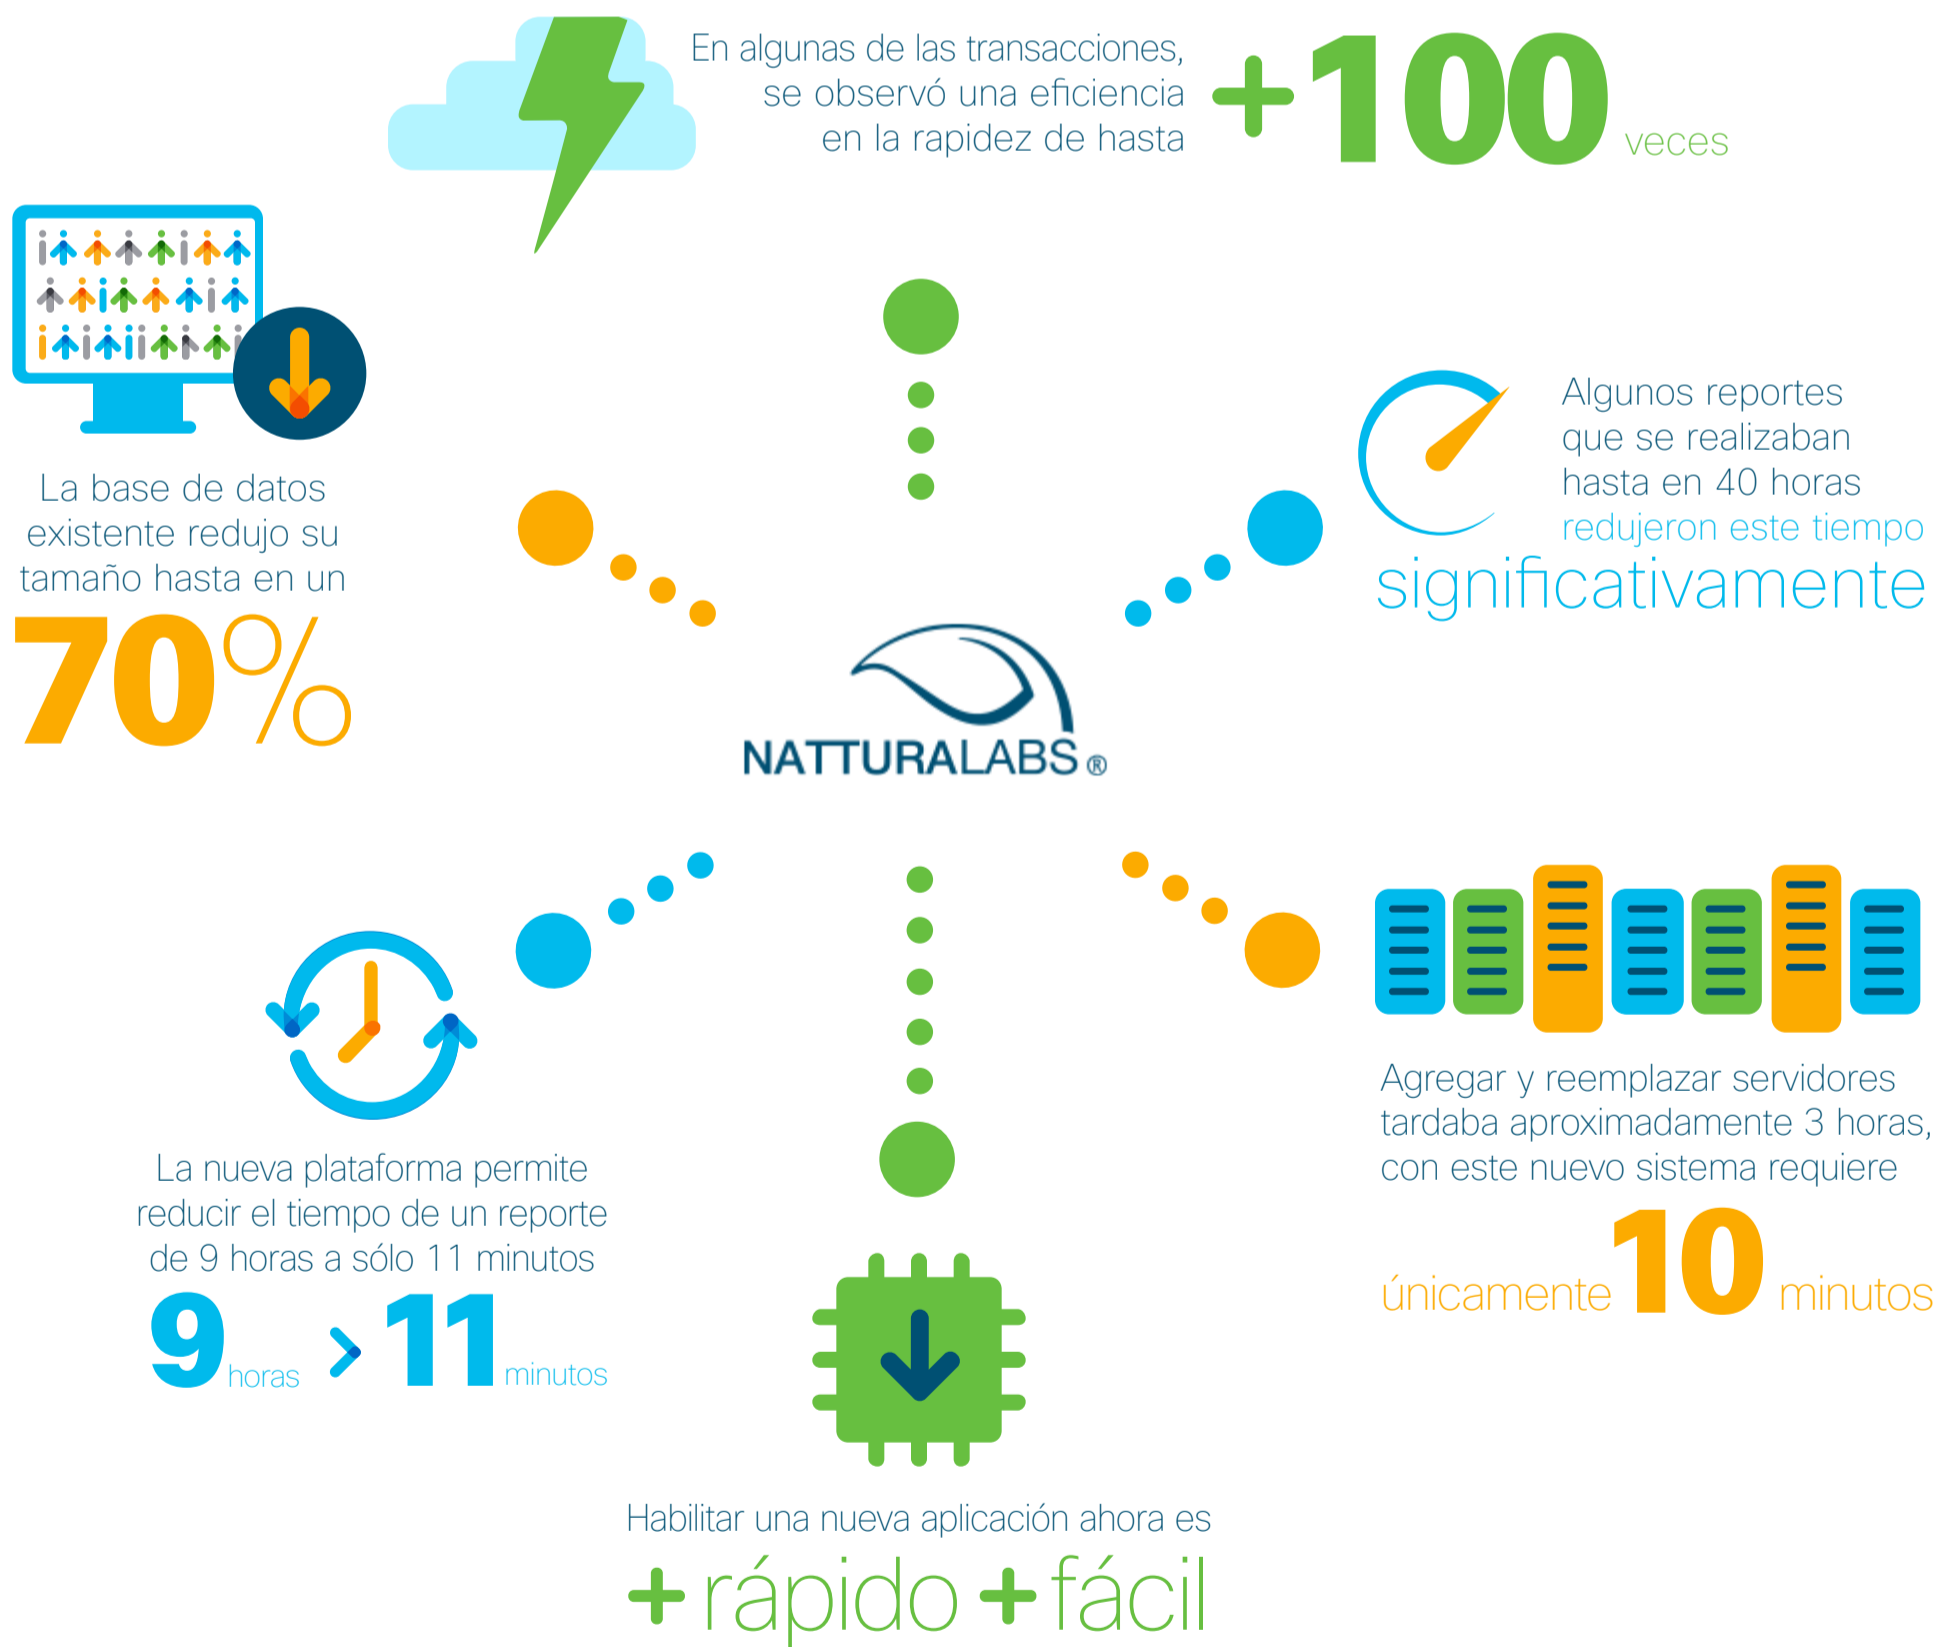 En algunas de las transacciones,
se observó una eficiencia
en la rapidez de hasta
+100 veces
La base de datos
existente redujo su
tamaño hasta en un
70%
Algunos reportes
que se realizaban
hasta en 40 horas
redujeron este tiempo
significativamente
NATTURALABS ®
La nueva plataforma permite
reducir el tiempo de un reporte
de 9 horas a sólo 11 minutos
9 horas > 11 minutos
Agregar y reemplazar servidores
tardaba aproximadamente 3 horas,
con este nuevo sistema requiere
únicamente 10 minutos
Habilitar una nueva aplicación ahora es
+rápido +fácil